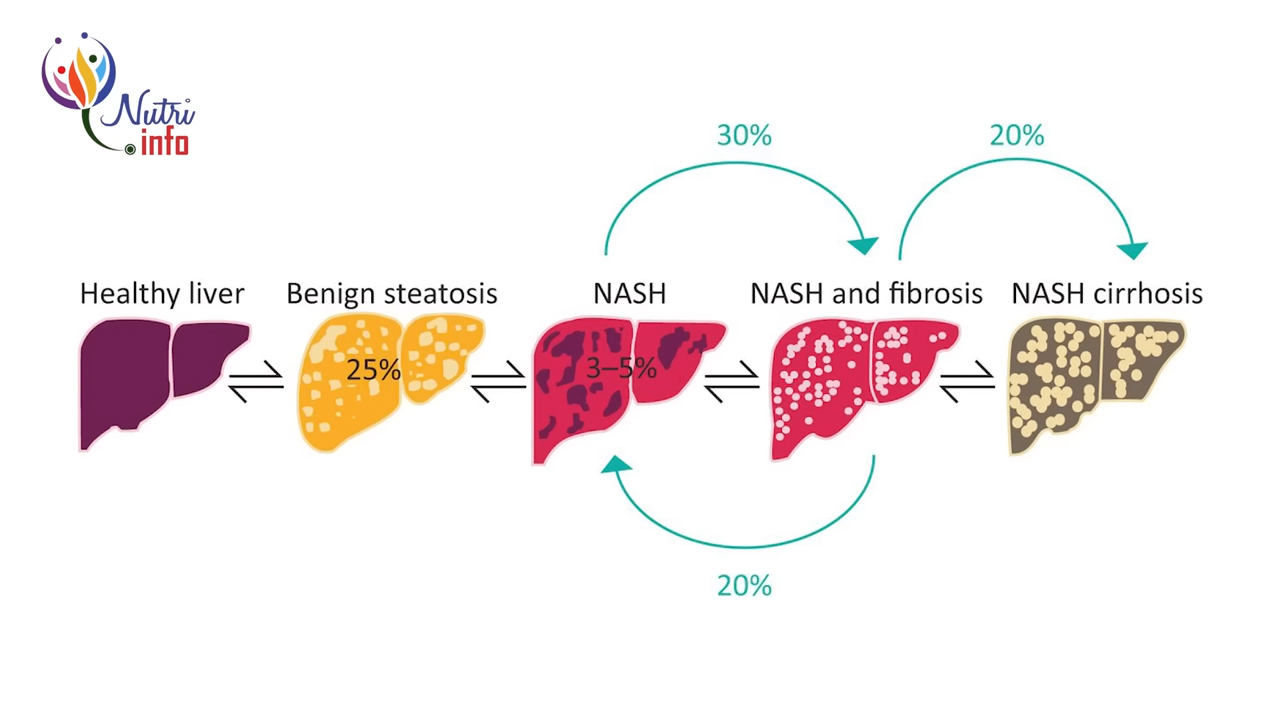 Nutri
info
30%
20%
Healthy liver
Benign steatosis
NASH
NASH and fibrosis
NASH cirrhosis
25%
3–5%
20%